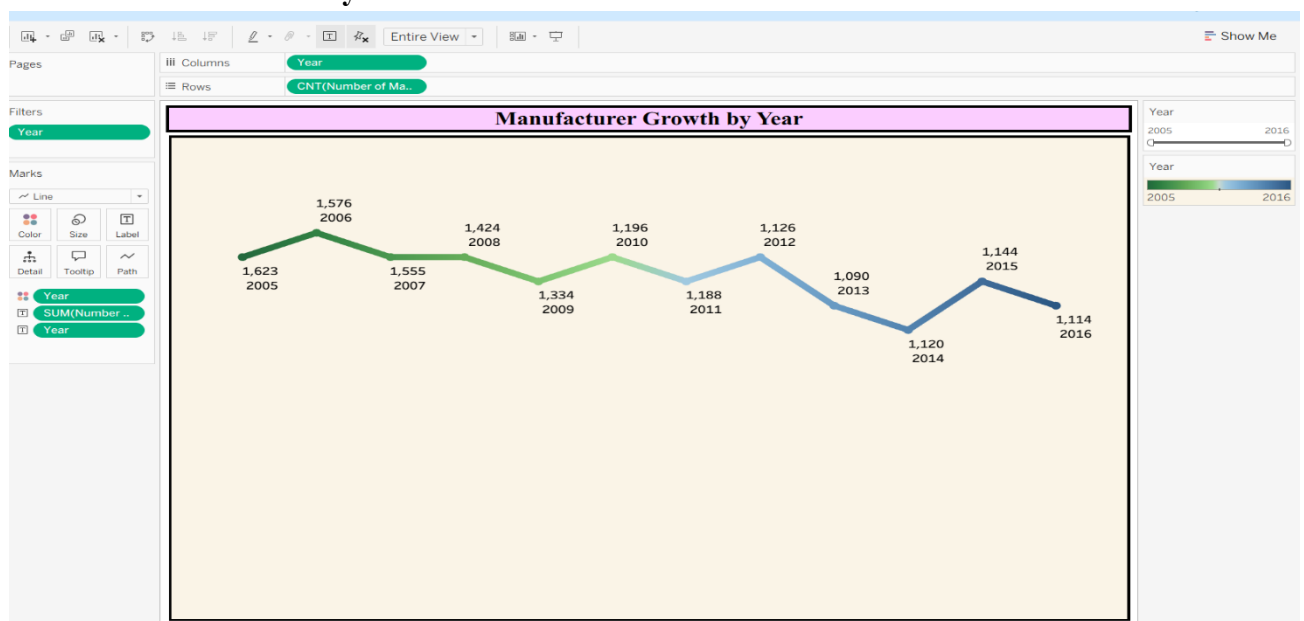 Entire View
Show Me
Pages
Columns
Year
Rows
CNT(Number of Ma..
Filters
Year
Marks
Line
Color
Size
Label
Detail
Tooltip
Path
Year
SUM(Number ..
Year
Manufacturer Growth by Year
1,623
2005
1,576
2006
1,555
2007
1,424
2008
1,334
2009
1,196
2010
1,188
2011
1,126
2012
1,090
2013
1,120
2014
1,144
2015
1,114
2016
Year
2005 2016
Year
2005 2016